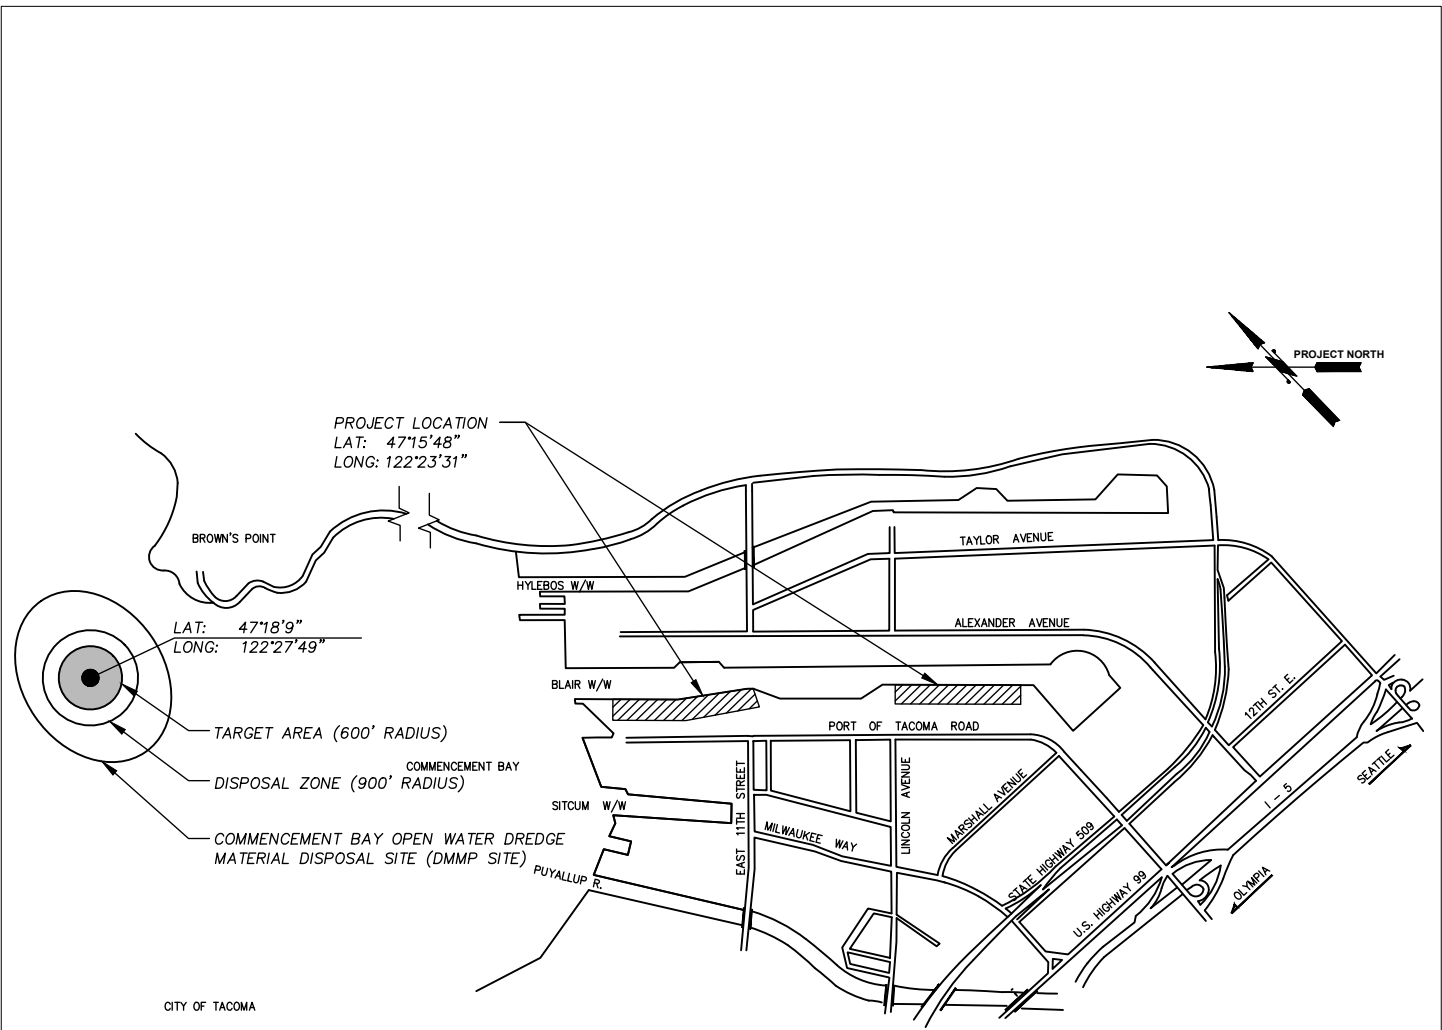 PROJECT NORTH
PROJECT LOCATION
LAT: 47°15'48"
LONG: 122°23'31"
BROWN'S POINT
TAYLOR AVENUE
HYLEBOS W/W
LAT: 47°18'9"
LONG: 122°27'49"
ALEXANDER AVENUE
BLAIR W/W
12TH ST. E.
PORT OF TACOMA ROAD
TARGET AREA (600' RADIUS)
COMMENCEMENT BAY
DISPOSAL ZONE (900' RADIUS)
SEATTLE
I - 5
EAST 11TH STREET
LINCOLN AVENUE
MARSHALL AVENUE
SITCUM W/W
MILWAUKEE WAY
COMMENCEMENT BAY OPEN WATER DREDGE
MATERIAL DISPOSAL SITE (DMMP SITE)
STATE HIGHWAY 509
PUYALLUP R.
U.S. HIGHWAY 99
OLYMPIA
CITY OF TACOMA